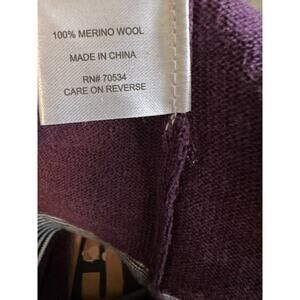 100% MERINO WOOL
MADE IN CHINA
RN# 70534
CARE ON REVERSE